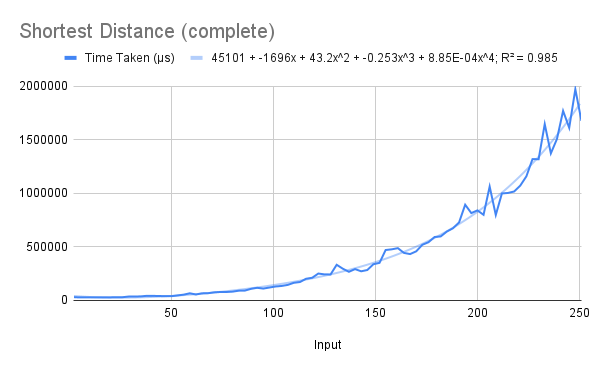 Shortest Distance (complete)
Time Taken (µs) 45101 + -1696x + 43.2x^2 + -0.253x^3 + 8.85E-04x^4; R² = 0.985
2000000
1500000
1000000
500000
0
50 100 150 200 250
Input